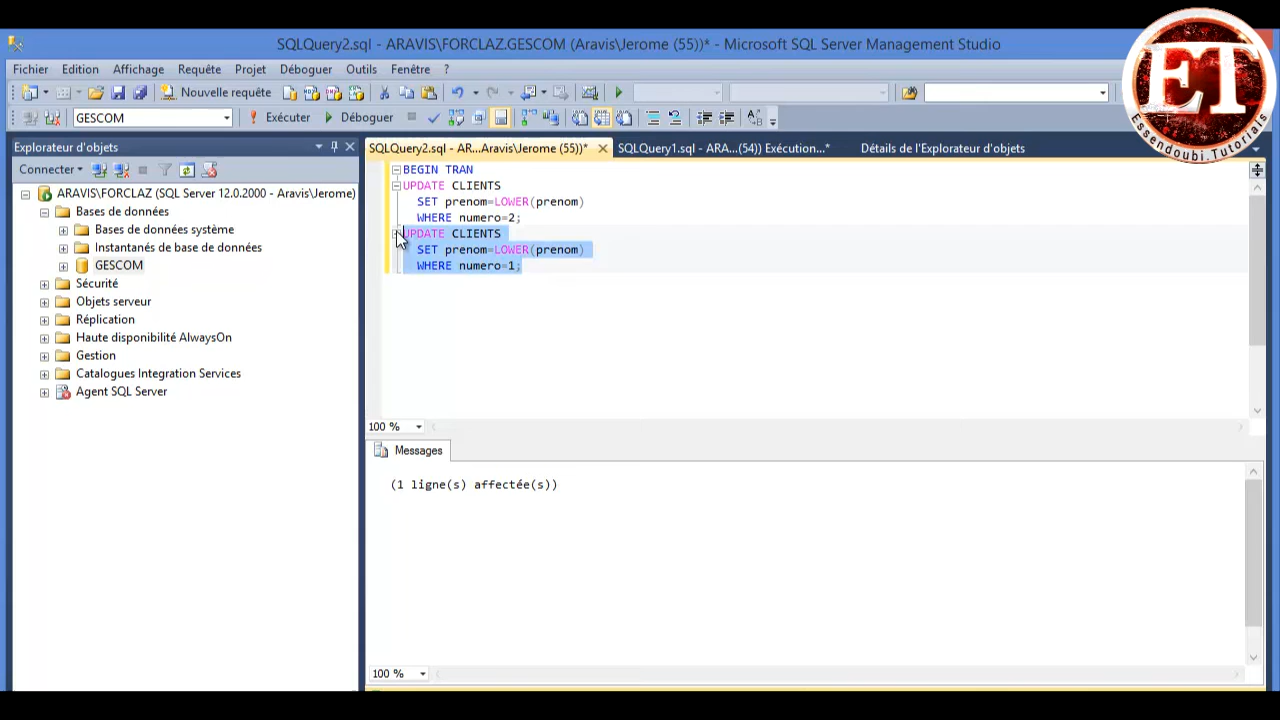 SQLQuery2.sql - ARAVIS\FORCLAZ.GESCOM (Aravis\Jerome (55))* - Microsoft SQL Server Management Studio
Fichier Edition Affichage Requête Projet Déboguer Outils Fenêtre ?
Nouvelle requête
GESCOM Exécuter Déboguer
Explorateur d'objets
Connecter
ARAVIS\FORCLAZ (SQL Server 12.0.2000 - Aravis\Jerome)
Bases de données
Bases de données système
Instantanés de base de données
GESCOM
Sécurité
Objets serveur
Réplication
Haute disponibilité AlwaysOn
Gestion
Catalogues Integration Services
Agent SQL Server
SQLQuery2.sql - AR...Aravis\Jerome (55))* SQLQuery1.sql - ARA...(54)) Exécution...* Détails de l'Explorateur d'objets
BEGIN TRAN
UPDATE CLIENTS
SET prenom=LOWER(prenom)
WHERE numero=2;
UPDATE CLIENTS
SET prenom=LOWER(prenom)
WHERE numero=1;
100 %
Messages
(1 ligne(s) affectée(s))
100 %
ET
Essendoubi.Tutorials